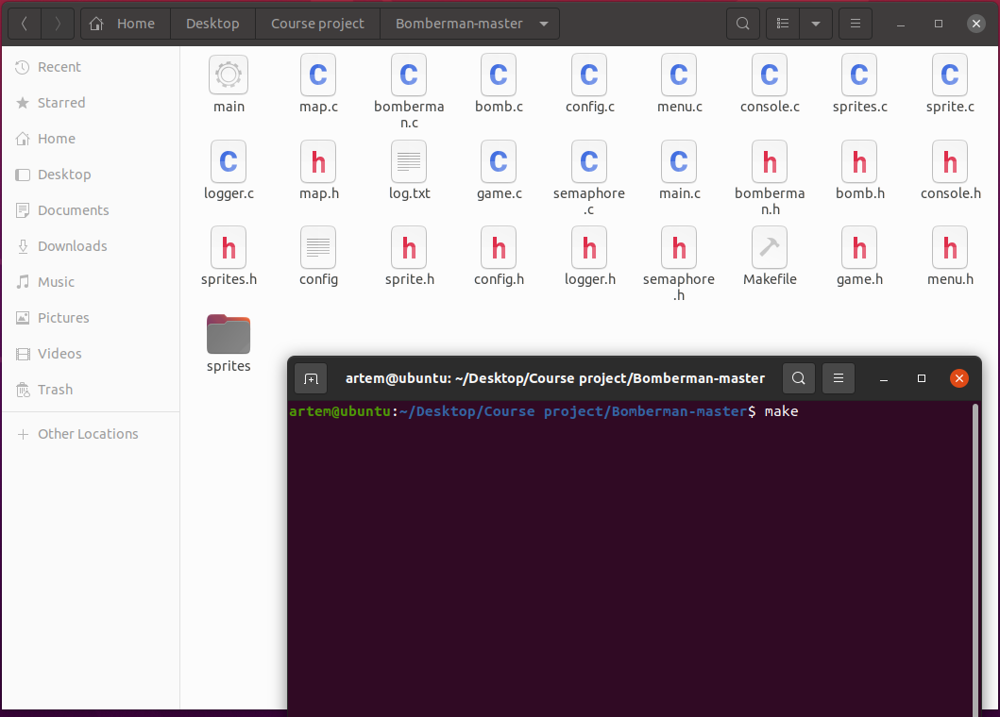 Home Desktop Course project Bomberman-master
Recent
Starred
Home
Desktop
Documents
Downloads
Music
Pictures
Videos
Trash
Other Locations
main map.c bomberma bomb.c config.c menu.c console.c sprites.c sprite.c
n.c
logger.c map.h log.txt game.c semaphore main.c bomberma bomb.h console.h
.c n.h
sprites.h config sprite.h config.h logger.h semaphore Makefile game.h menu.h
.h
sprites
artem@ubuntu: ~/Desktop/Course project/Bomberman-master
artem@ubuntu:~/Desktop/Course project/Bomberman-master$ make